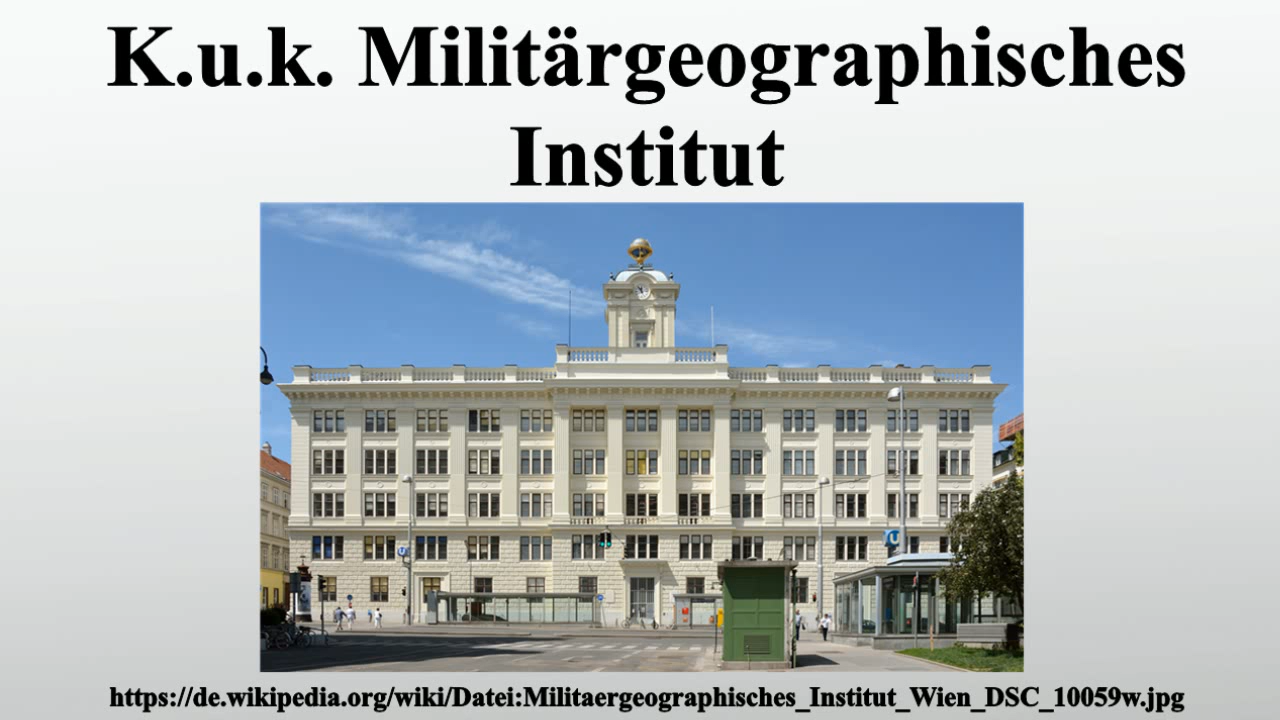 K.u.k. Militärgeographisches
Institut
U
U
https://de.wikipedia.org/wiki/Datei:Militaergeographisches_Institut_Wien_DSC_10059w.jpg